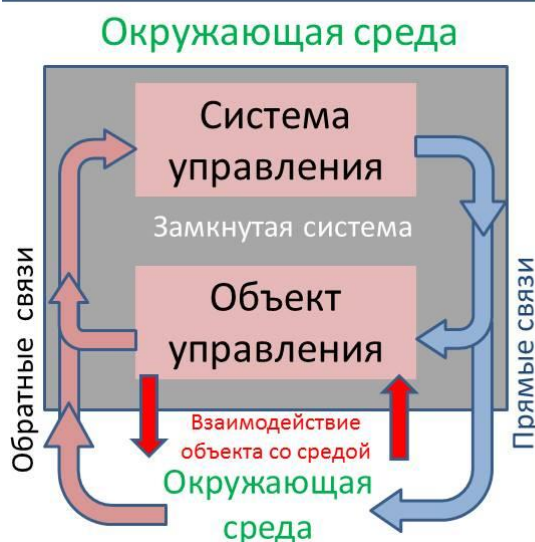 Окружающая среда
Система
управления
Замкнутая система
Объект
управления
Обратные связи
Прямые связи
Взаимодействие
объекта со средой
Окружающая
среда